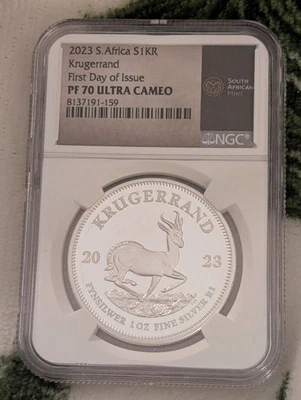 2023 S.Africa S1KR
Krugerrand
First Day of Issue
PF 70 ULTRA CAMEO
8137191-159
SOUTH
AFRICAN
MINT
NGC
KRUGERRAND
20 23
FYNSILWER 1 OZ FINE SILVER R1